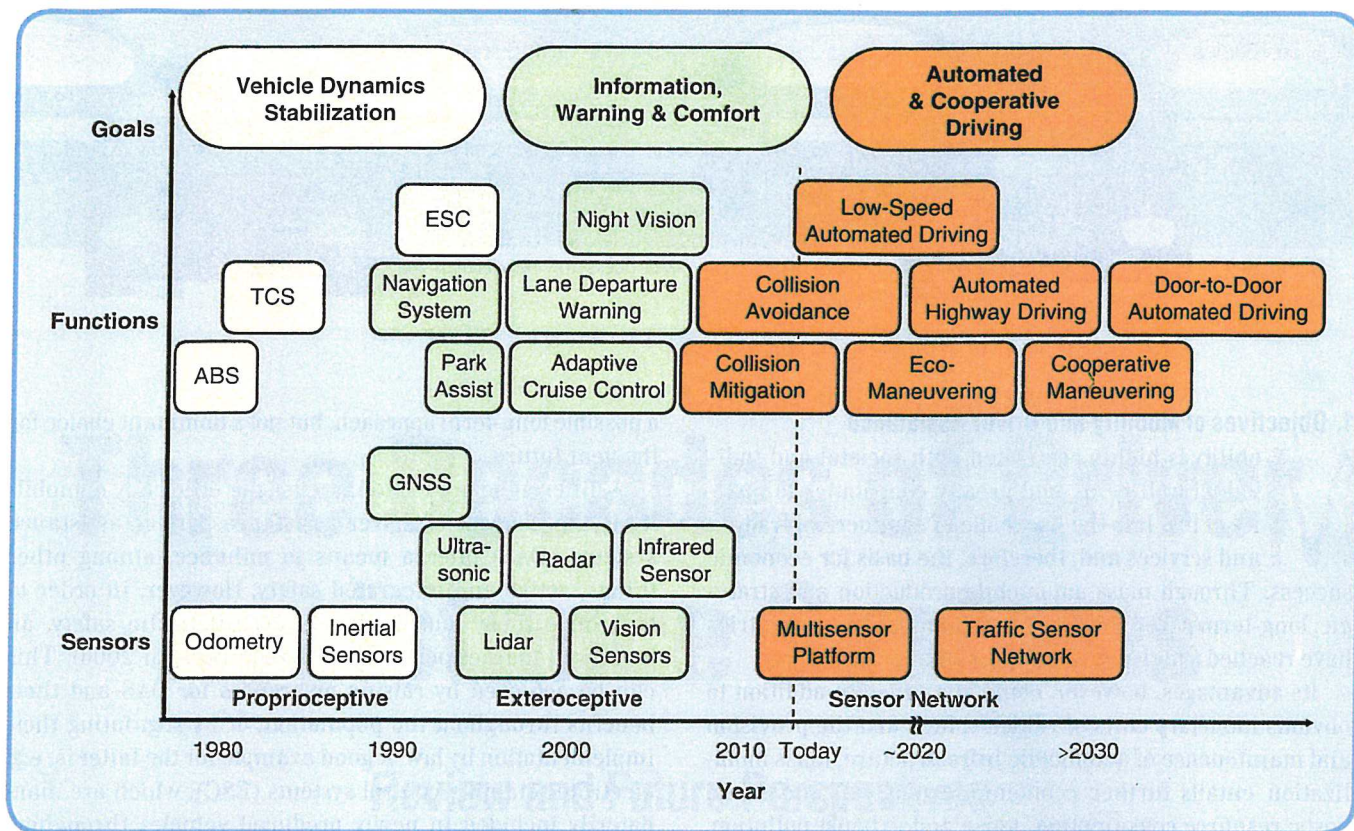 Vehicle Dynamics
Stabilization
Information,
Warning & Comfort
Automated
& Cooperative
Driving
Goals
ESC
Night Vision
Low-Speed
Automated Driving
Functions
TCS
Navigation
System
Lane Departure
Warning
Collision
Avoidance
Automated
Highway Driving
Door-to-Door
Automated Driving
ABS
Park
Assist
Adaptive
Cruise Control
Collision
Mitigation
Eco-
Maneuvering
Cooperative
Maneuvering
GNSS
Ultra-
sonic
Radar
Infrared
Sensor
Sensors
Odometry
Inertial
Sensors
Lidar
Vision
Sensors
Multisensor
Platform
Traffic Sensor
Network
Poprioceptive
Exteroceptive
Sensor Network
1980
1990
2000
2010
Today
~2020
>2030
Year